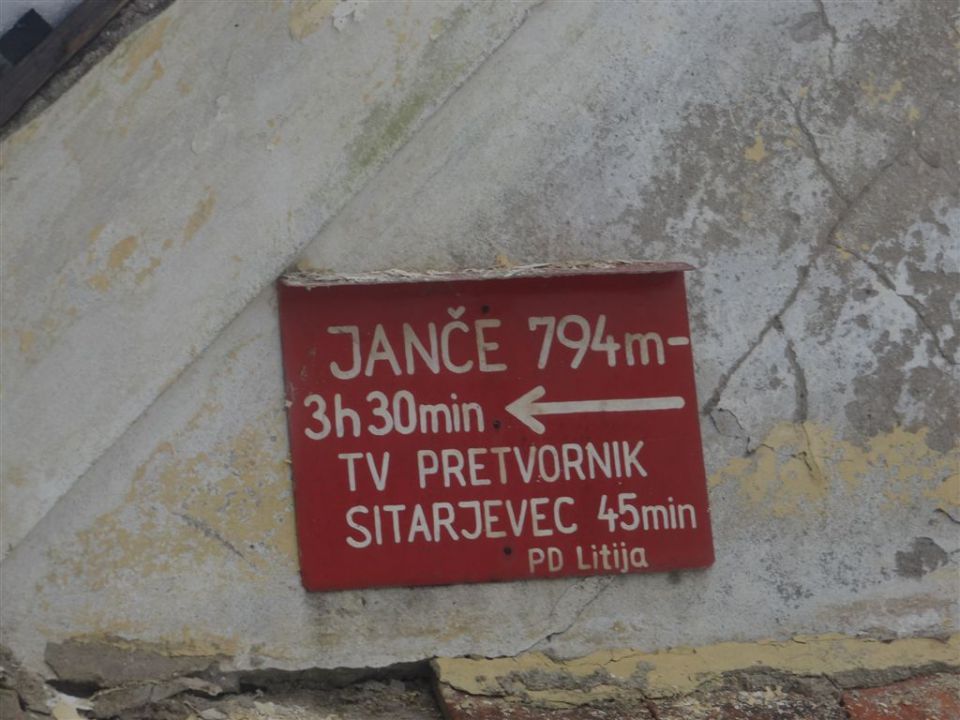 JANČE 794m-
3h30min ←
TV PRETVORNIK
SITARJEVEC 45min
PD Litija